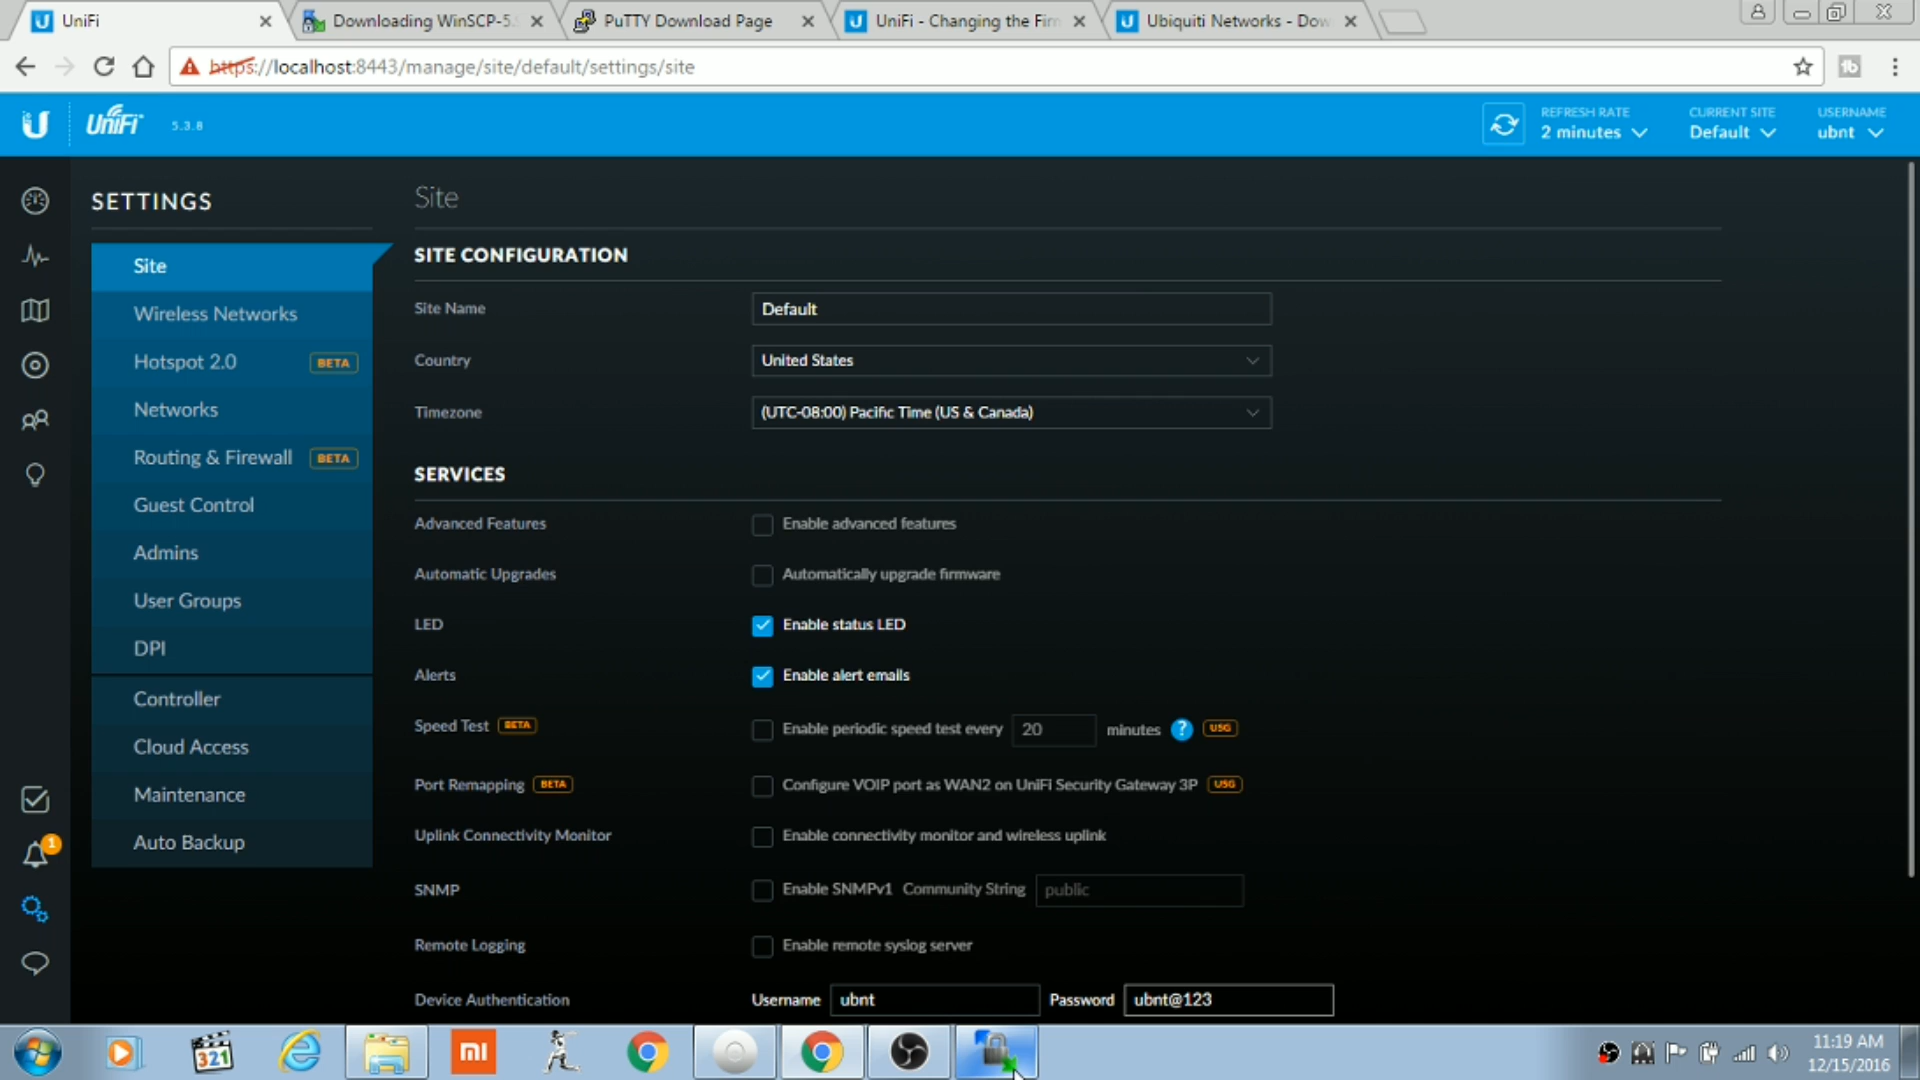 UniFi
Downloading WinSCP-5.
PuTTY Download Page
UniFi - Changing the Firm
Ubiquiti Networks - Dow
https://localhost:8443/manage/site/default/settings/site
UniFi 5.3.8
REFRESH RATE
2 minutes
CURRENT SITE
Default
USERNAME
ubnt
SETTINGS
Site
Wireless Networks
Hotspot 2.0 BETA
Networks
Routing & Firewall BETA
Guest Control
Admins
User Groups
DPI
Controller
Cloud Access
Maintenance
Auto Backup
1
Site
SITE CONFIGURATION
Site Name Default
Country United States
Timezone (UTC-08:00) Pacific Time (US & Canada)
SERVICES
Advanced Features Enable advanced features
Automatic Upgrades Automatically upgrade firmware
LED Enable status LED
Alerts Enable alert emails
Speed Test BETA Enable periodic speed test every 20 minutes ? USG
Port Remapping BETA Configure VOIP port as WAN2 on UniFi Security Gateway 3P USG
Uplink Connectivity Monitor Enable connectivity monitor and wireless uplink
SNMP Enable SNMPv1 Community String public
Remote Logging Enable remote syslog server
Device Authentication Username ubnt Password ubnt@123
321
mi
11:19 AM
12/15/2016